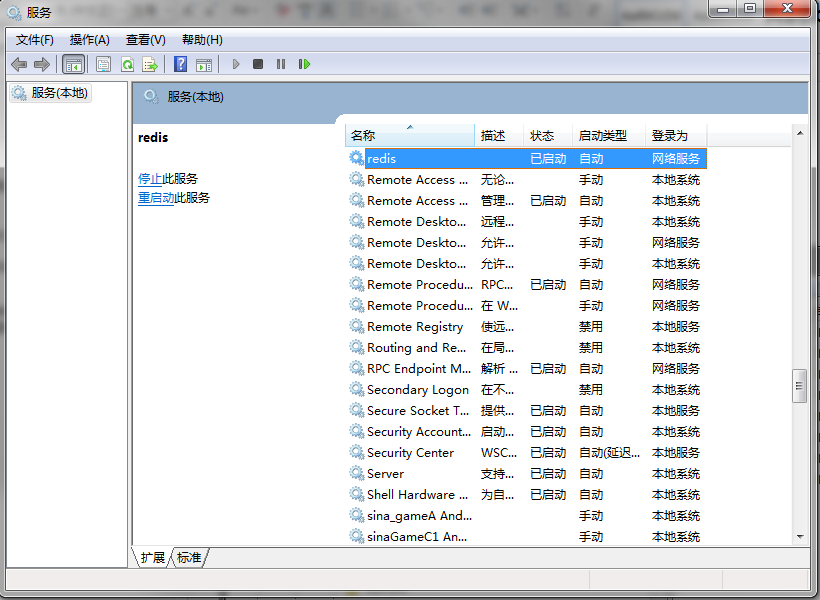 服务
文件(F) 操作(A) 查看(V) 帮助(H)
服务(本地)
服务(本地)
redis
停止此服务
重启动此服务
名称 描述 状态 启动类型 登录为
redis 已启动 自动 网络服务
Remote Access ... 无论... 手动 本地系统
Remote Access ... 管理... 已启动 自动 本地系统
Remote Deskto... 远程... 手动 本地系统
Remote Deskto... 允许... 手动 网络服务
Remote Deskto... 允许... 手动 本地系统
Remote Procedu... RPC... 已启动 自动 网络服务
Remote Procedu... 在 W... 手动 网络服务
Remote Registry 使远... 禁用 本地服务
Routing and Re... 在局... 禁用 本地系统
RPC Endpoint M... 解析 ... 已启动 自动 网络服务
Secondary Logon 在不... 禁用 本地系统
Secure Socket T... 提供... 已启动 自动 本地服务
Security Account... 启动... 已启动 自动 本地系统
Security Center WSC... 已启动 自动(延迟... 本地服务
Server 支持... 已启动 自动 本地系统
Shell Hardware ... 为自... 已启动 自动 本地系统
sina_gameA And... 手动 本地系统
sinaGameC1 An... 手动 本地系统
扩展 标准